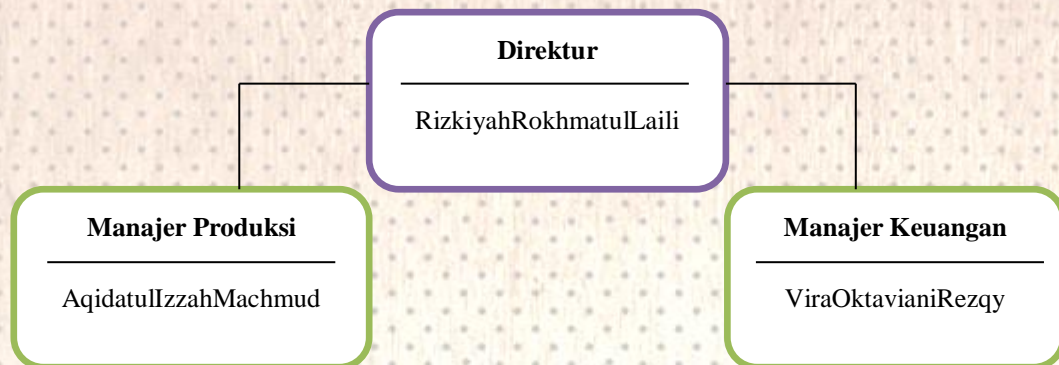 Direktur
RizkiyahRokhmatulLaili
Manajer Produksi
AqidatulIzzahMachmud
Manajer Keuangan
ViraOktavianiRezqy